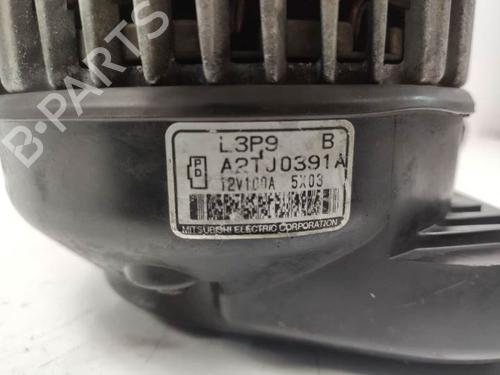 B-PARTS
L3P9 B
P
D
A2TJ0391A
12V100A 5X03
MITSUBISHI ELECTRIC CORPORATION